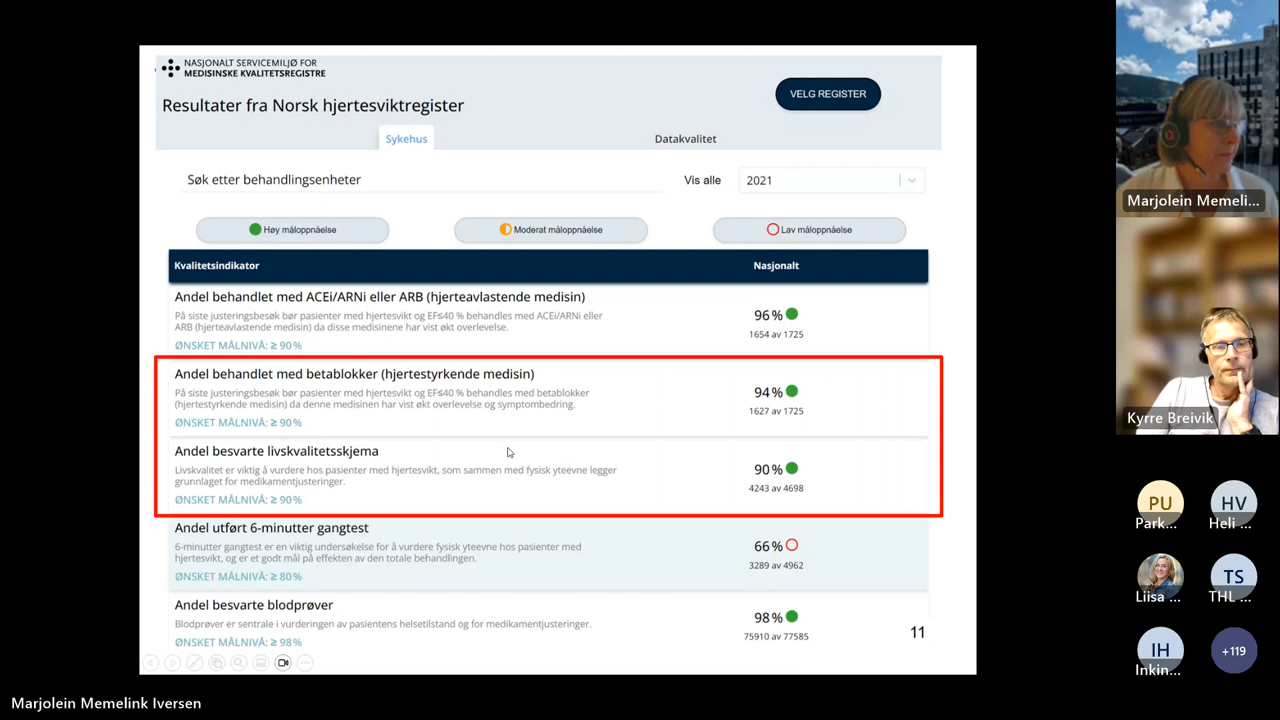 NASJONALT SERVICEMILJØ FOR
MEDISINSKE KVALITETSREGISTRE
Resultater fra Norsk hjertesviktregister
VELG REGISTER
Sykehus
Datakvalitet
Søk etter behandlingsenheter
Vis alle
2021
Høy måloppnåelse
Moderat måloppnåelse
Lav måloppnåelse
Kvalitetsindikator
Nasjonalt
Andel behandlet med ACEi/ARNi eller ARB (hjerteavlastende medisin)
På siste justeringsbesøk bør pasienter med hjertesvikt og EF≤40 % behandles med ACEi/ARNi eller
ARB (hjerteavlastende medisin) da disse medisinene har vist økt overlevelse.
ØNSKET MÅLNIVÅ: ≥ 90 %
96 %
1654 av 1725
Andel behandlet med betablokker (hjertestyrkende medisin)
På siste justeringsbesøk bør pasienter med hjertesvikt og EF≤40 % behandles med betablokker
(hjertestyrkende medisin) da denne medisinen har vist økt overlevelse og symptombedring.
ØNSKET MÅLNIVÅ: ≥ 90 %
94 %
1627 av 1725
Andel besvarte livskvalitetsskjema
Livskvalitet er viktig å vurdere hos pasienter med hjertesvikt, som sammen med fysisk yteevne legger
grunnlaget for medikamentjusteringer.
ØNSKET MÅLNIVÅ: ≥ 90 %
90 %
4243 av 4698
Andel utført 6-minutter gangtest
6-minutter gangtest er en viktig undersøkelse for å vurdere fysisk yteevne hos pasienter med
hjertesvikt, og er et godt mål på effekten av den totale behandlingen.
ØNSKET MÅLNIVÅ: ≥ 80 %
66 %
3289 av 4962
Andel besvarte blodprøver
Blodprøver er sentrale i vurderingen av pasientens helsetilstand og for medikamentjusteringer.
ØNSKET MÅLNIVÅ: ≥ 98 %
98 %
75910 av 77585
11
Marjolein Memeli...
Kyrre Breivik
PU
Park...
HV
Heli ...
Liisa ...
TS
THL ...
IH
Inkin...
+119
Marjolein Memelink Iversen